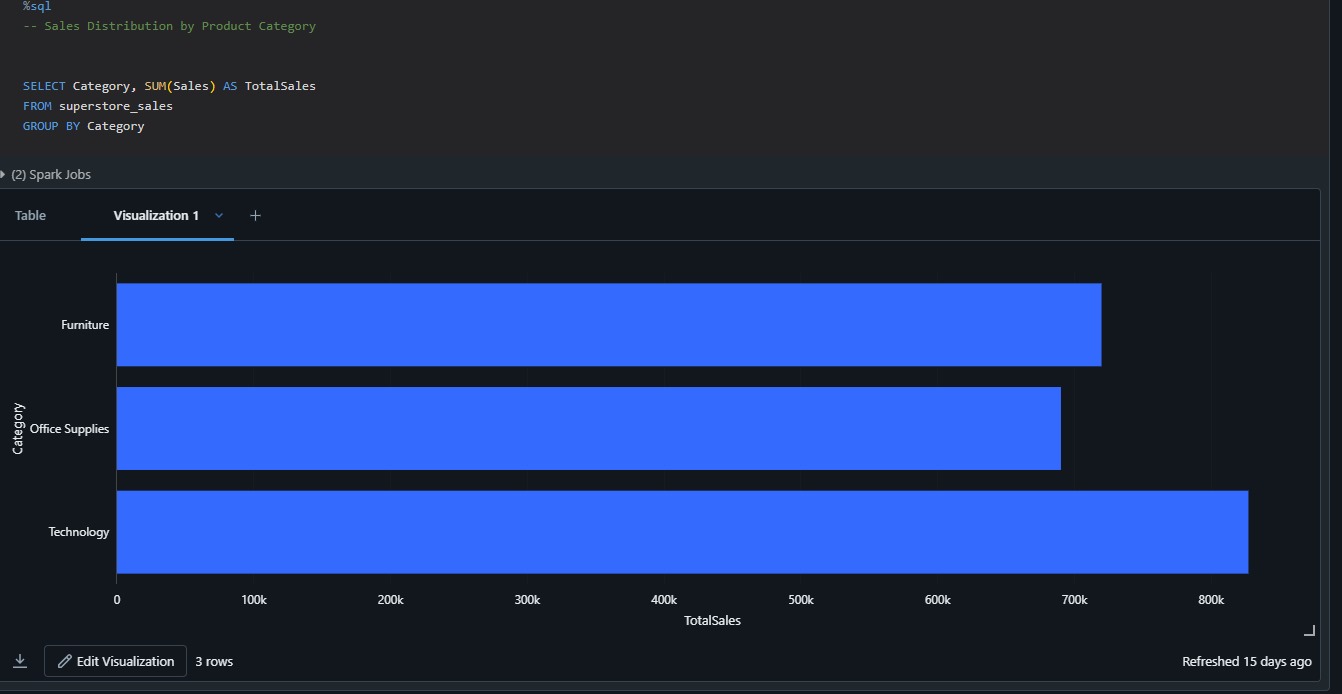 %sql
-- Sales Distribution by Product Category
SELECT Category, SUM(Sales) AS TotalSales
FROM superstore_sales
GROUP BY Category
(2) Spark Jobs
Table Visualization 1 +
Furniture
Office Supplies
Technology
Category
0 100k 200k 300k 400k 500k 600k 700k 800k
TotalSales
Edit Visualization 3 rows Refreshed 15 days ago